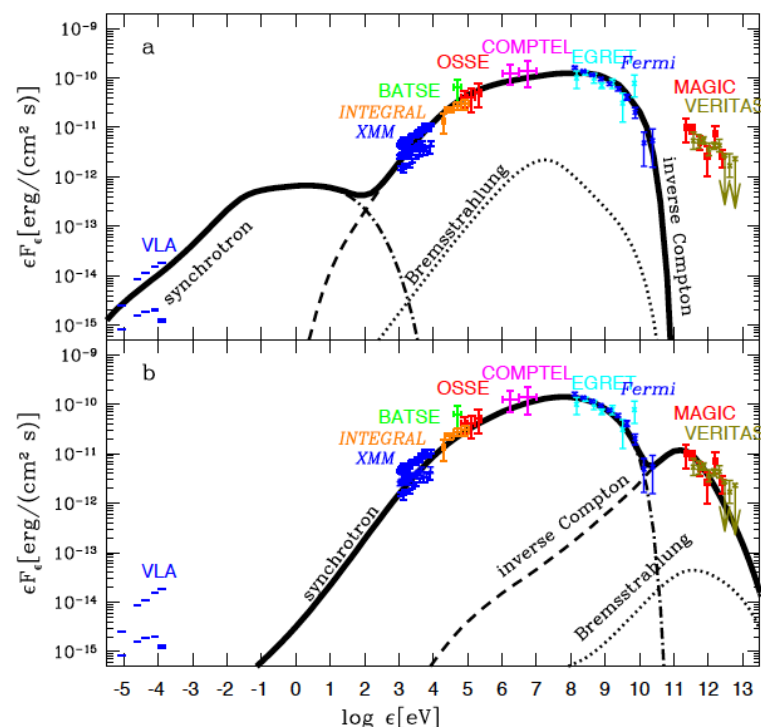 10⁻⁹
10⁻¹⁰
10⁻¹¹
10⁻¹²
10⁻¹³
10⁻¹⁴
10⁻¹⁵
εFε[erg/(cm² s)]
a
COMPTEL
OSSE
EGRET
Fermi
BATSE
INTEGRAL
XMM
MAGIC
VERITAS
VLA
synchrotron
Bremsstrahlung
inverse Compton
10⁻⁹
10⁻¹⁰
10⁻¹¹
10⁻¹²
10⁻¹³
10⁻¹⁴
10⁻¹⁵
εFε[erg/(cm² s)]
b
COMPTEL
OSSE
EGRET
Fermi
BATSE
INTEGRAL
XMM
MAGIC
VERITAS
VLA
synchrotron
inverse Compton
Bremsstrahlung
-5 -4 -3 -2 -1 0 1 2 3 4 5 6 7 8 9 10 11 12 13
log ε[eV]